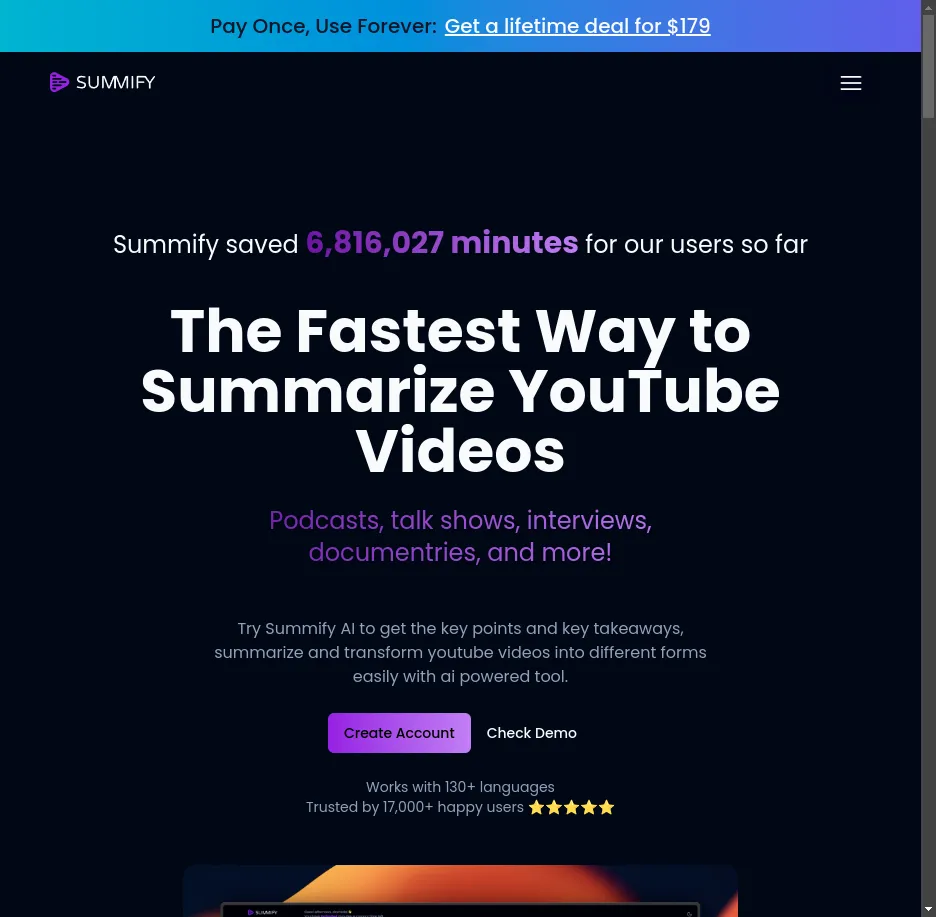 Pay Once, Use Forever: Get a lifetime deal for $179
SUMMIFY
Summify saved 6,816,027 minutes for our users so far
The Fastest Way to
Summarize YouTube
Videos
Podcasts, talk shows, interviews,
documentries, and more!
Try Summify AI to get the key points and key takeaways,
summarize and transform youtube videos into different forms
easily with ai powered tool.
Create Account Check Demo
Works with 130+ languages
Trusted by 17,000+ happy users ⭐⭐⭐⭐⭐
SUMMIFY